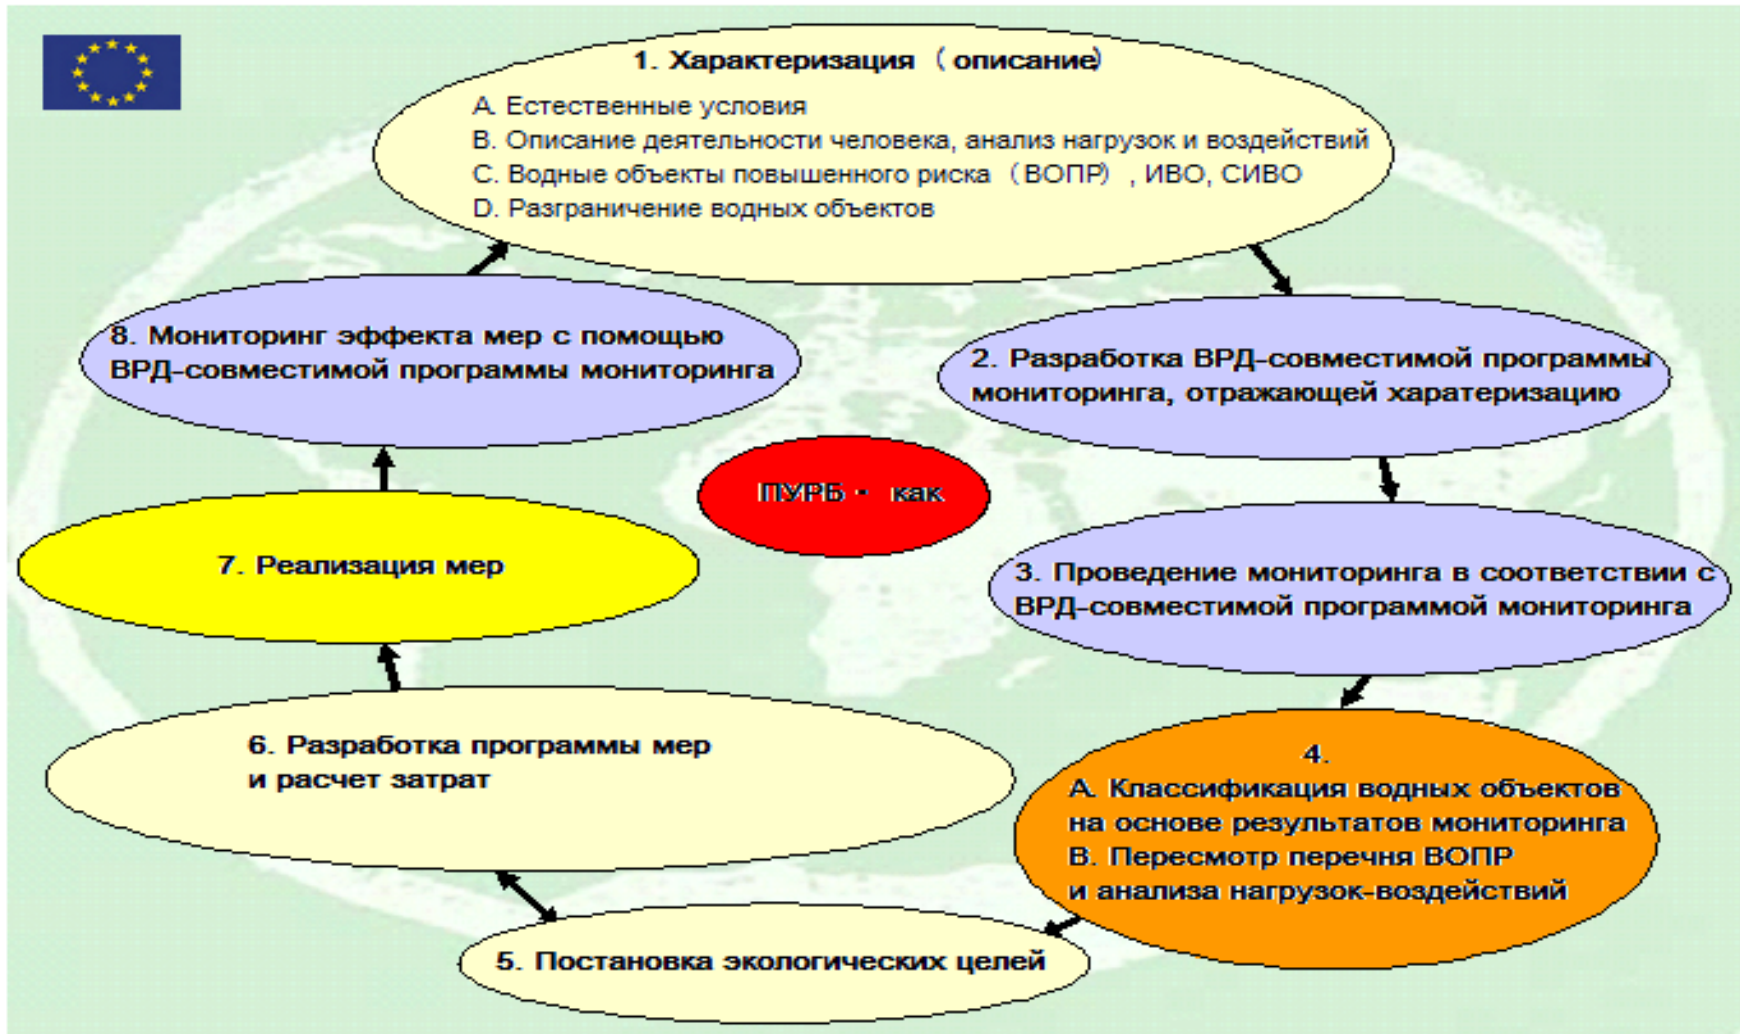 1. Характеризация ( описание)
A. Естественные условия
B. Описание деятельности человека, анализ нагрузок и воздействий
C. Водные объекты повышенного риска (ВОПР) , ИВО, СИВО
D. Разграничение водных объектов
8. Мониторинг эффекта мер с помощью
ВРД-совместимой программы мониторинга
2. Разработка ВРД-совместимой программы
мониторинга, отражающей харатеризацию
ПУРБ - как
7. Реализация мер
3. Проведение мониторинга в соответствии с
ВРД-совместимой программой мониторинга
6. Разработка программы мер
и расчет затрат
4.
A. Классификация водных объектов
на основе результатов мониторинга
B. Пересмотр перечня ВОПР
и анализа нагрузок-воздействий
5. Постановка экологических целей